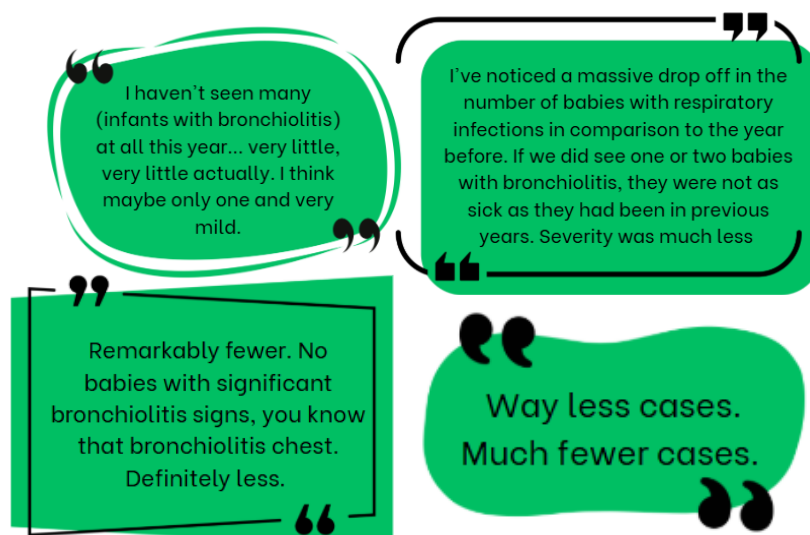 I haven't seen many
(infants with bronchiolitis)
at all this year... very little,
very little actually. I think
maybe only one and very
mild.
I've noticed a massive drop off in the
number of babies with respiratory
infections in comparison to the year
before. If we did see one or two babies
with bronchiolitis, they were not as
sick as they had been in previous
years. Severity was much less
Remarkably fewer. No
babies with significant
bronchiolitis signs, you know
that bronchiolitis chest.
Definitely less.
Way less cases.
Much fewer cases.